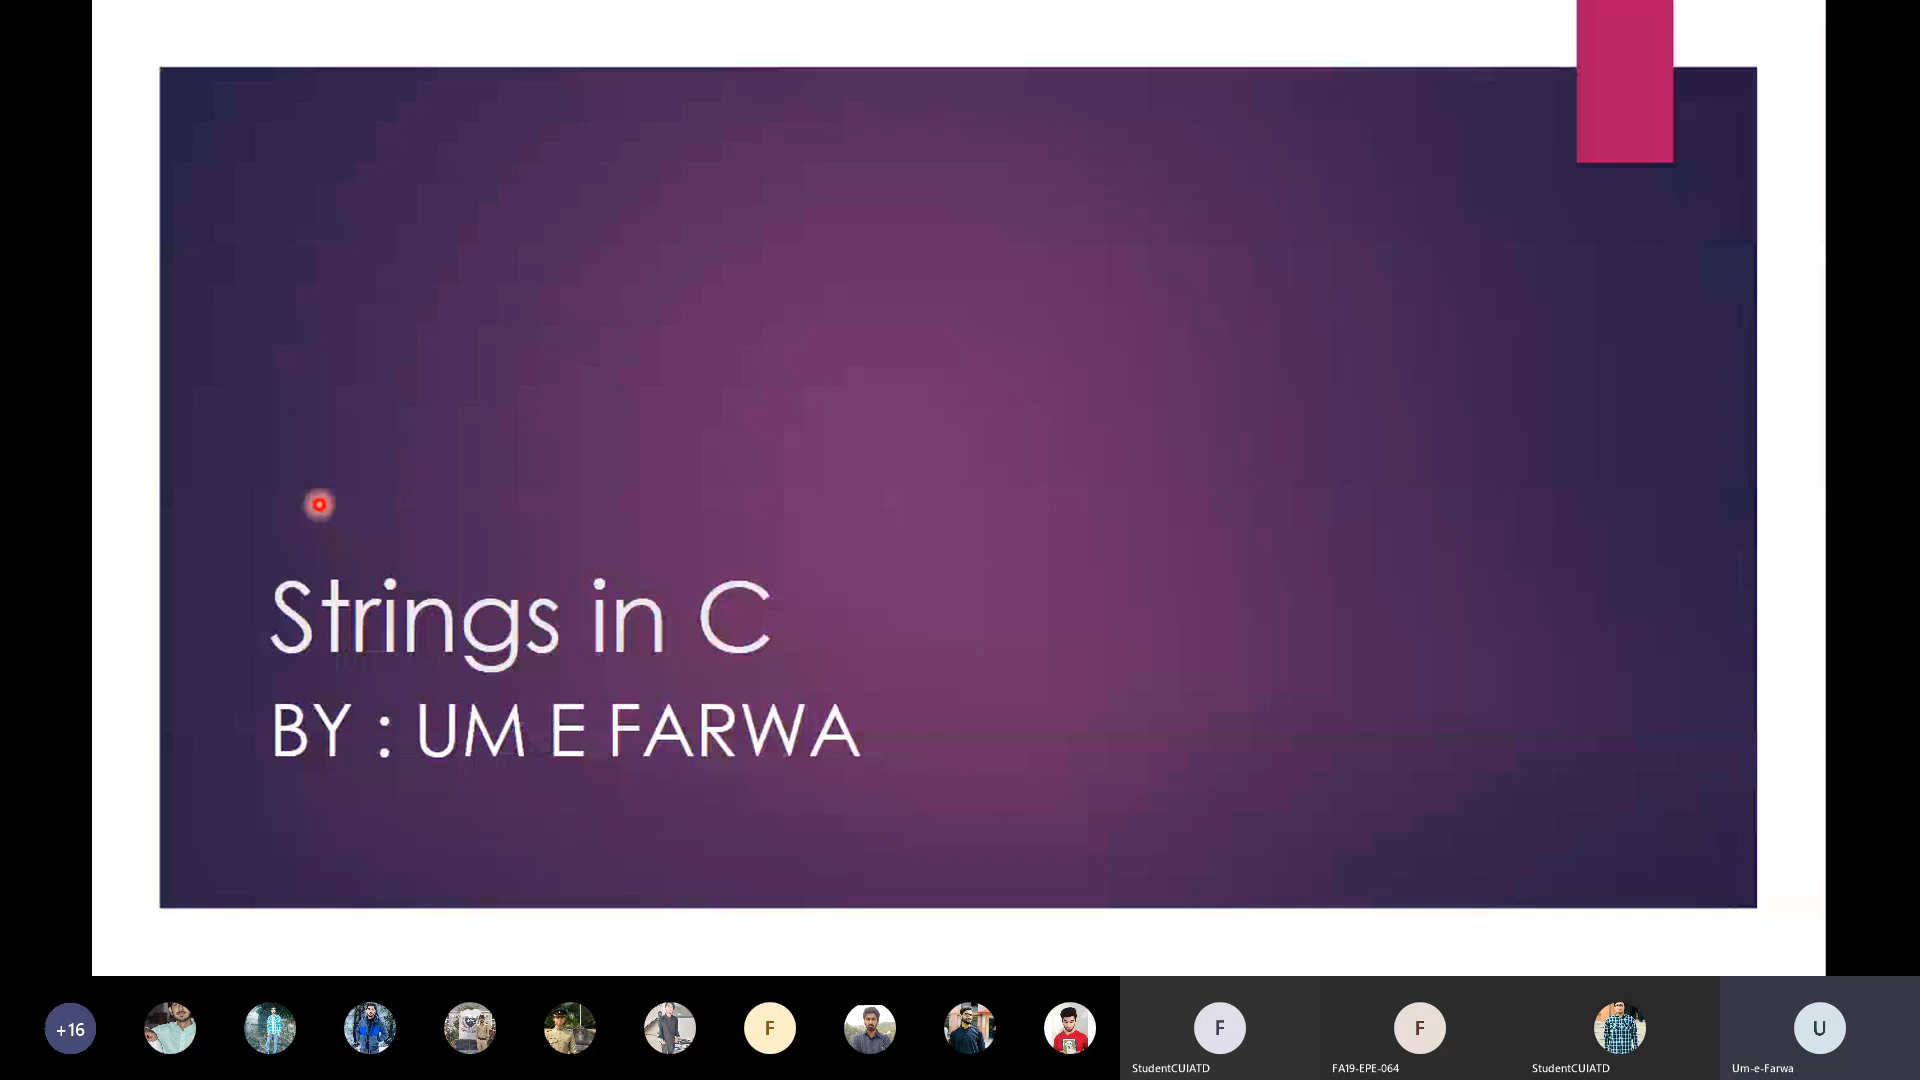 Strings in C
BY : UM E FARWA
+16
F
F
F
U
StudentCUIATD
FA19-EPE-064
StudentCUIATD
Um-e-Farwa